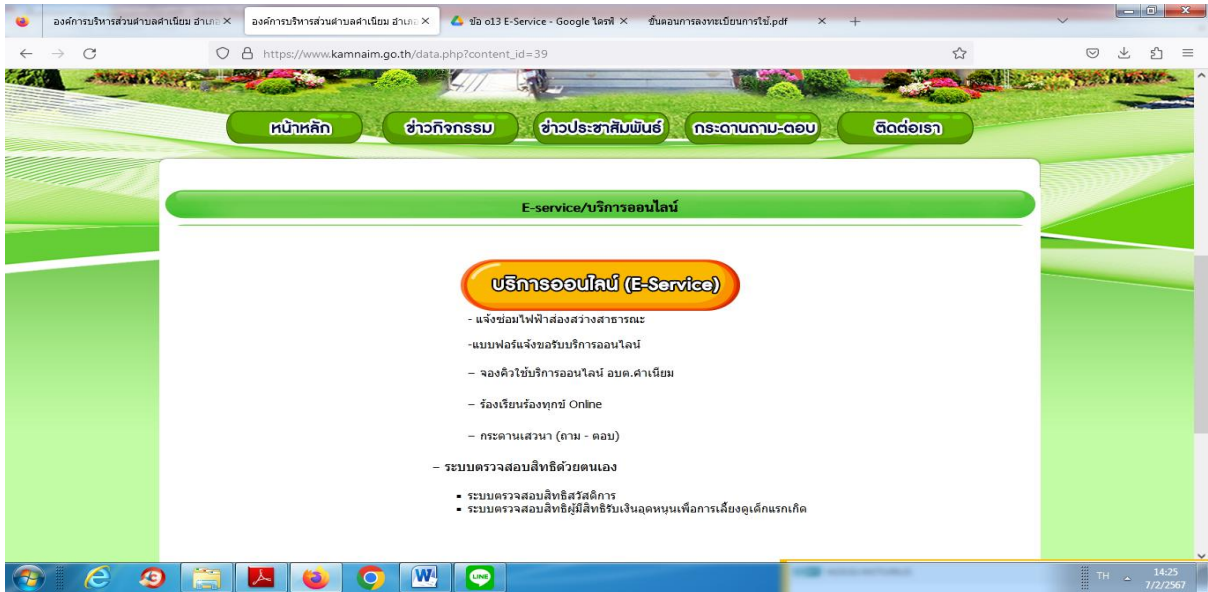 องค์การบริหารส่วนตำบลคำเนียม อำเภอ
องค์การบริหารส่วนตำบลคำเนียม อำเภอ
ข้อ o13 E-Service - Google ไดรฟ์
ขั้นตอนการลงทะเบียนการใช้.pdf
https://www.kamnaim.go.th/data.php?content_id=39
หน้าหลัก
ข่าวกิจกรรม
ข่าวประชาสัมพันธ์
กระดานถาม-ตอบ
ติดต่อเรา
E-service/บริการออนไลน์
บริการออนไลน์ (E-Service)
- แจ้งซ่อมไฟฟ้าส่องสว่างสาธารณะ
-แบบฟอร์มแจ้งขอรับบริการออนไลน์
– จองคิวใช้บริการออนไลน์ อบต.คำเนียม
– ร้องเรียนร้องทุกข์ Online
– กระดานเสวนา (ถาม - ตอบ)
– ระบบตรวจสอบสิทธิด้วยตนเอง
▪ ระบบตรวจสอบสิทธิสวัสดิการ
▪ ระบบตรวจสอบสิทธิผู้มีสิทธิรับเงินอุดหนุนเพื่อการเลี้ยงดูเด็กแรกเกิด
LINE
TH
14:25
7/2/2567